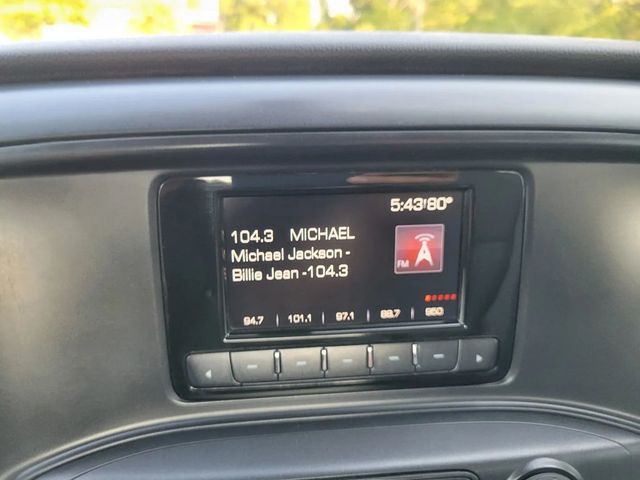 5:43 80°
104.3 MICHAEL
Michael Jackson -
Billie Jean -104.3
FM
94.7 101.1 97.1 88.7 950